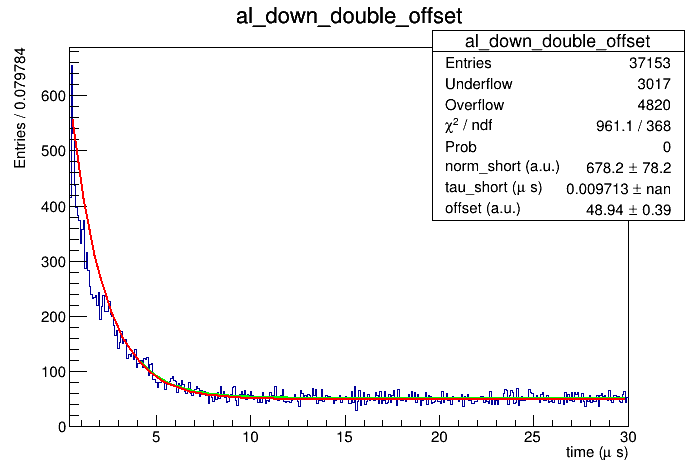 al_down_double_offset
al_down_double_offset
Entries 37153
Underflow 3017
Overflow 4820
χ² / ndf 961.1 / 368
Prob 0
norm_short (a.u.) 678.2 ± 78.2
tau_short (μ s) 0.009713 ± nan
offset (a.u.) 48.94 ± 0.39
Entries / 0.079784
600
500
400
300
200
100
0
5 10 15 20 25 30
time (μ s)